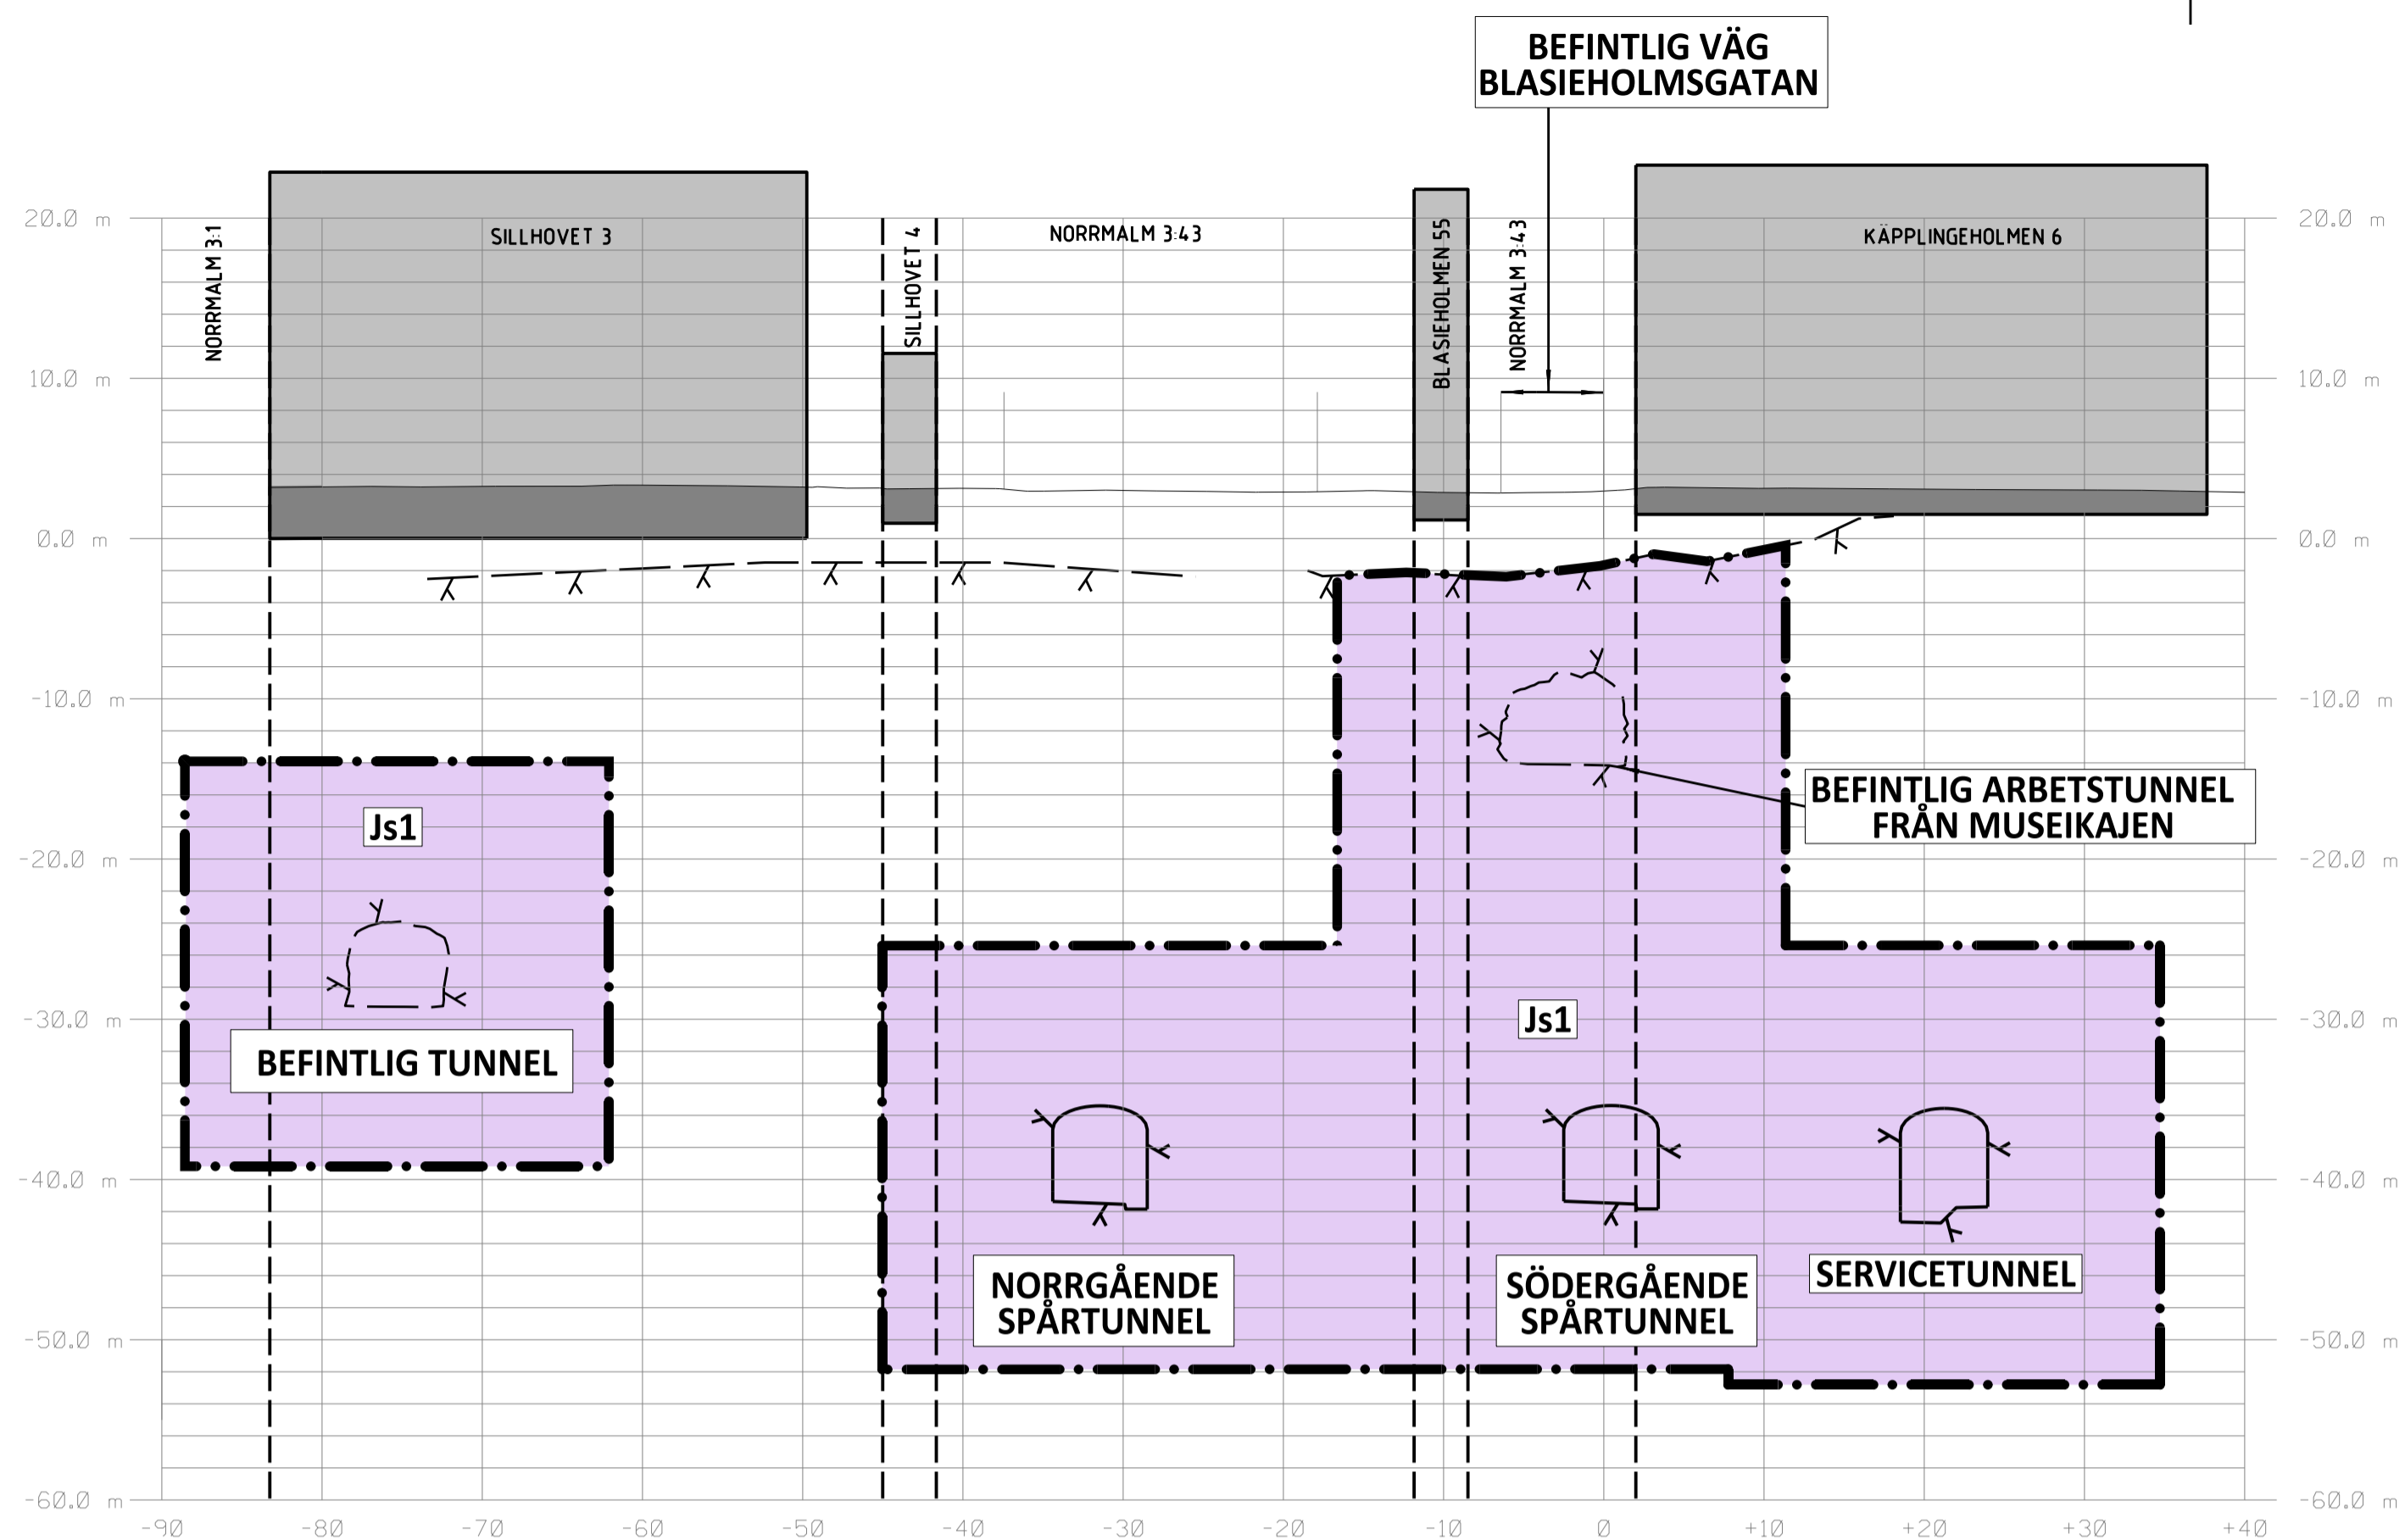 BEFINTLIG VÄG
BLASIEHOLMSGATAN
20.0 m
20.0 m
NORRMALM 3:1
SILLHOVET 3
SILLHOVET 4
NORRMALM 3:43
BLASIEHOLMEN 55
NORRMALM 3:43
KÄPPLINGEHOLMEN 6
10.0 m
10.0 m
0.0 m
0.0 m
-10.0 m
-10.0 m
BEFINTLIG ARBETSTUNNEL
FRÅN MUSEIKAJEN
Js1
-20.0 m
-20.0 m
-30.0 m
Js1
-30.0 m
BEFINTLIG TUNNEL
-40.0 m
-40.0 m
NORRGÅENDE
SPÅRTUNNEL
SÖDERGÅENDE
SPÅRTUNNEL
SERVICETUNNEL
-50.0 m
-50.0 m
-60.0 m
-60.0 m
-90 -80 -70 -60 -50 -40 -30 -20 -10 0 +10 +20 +30 +40